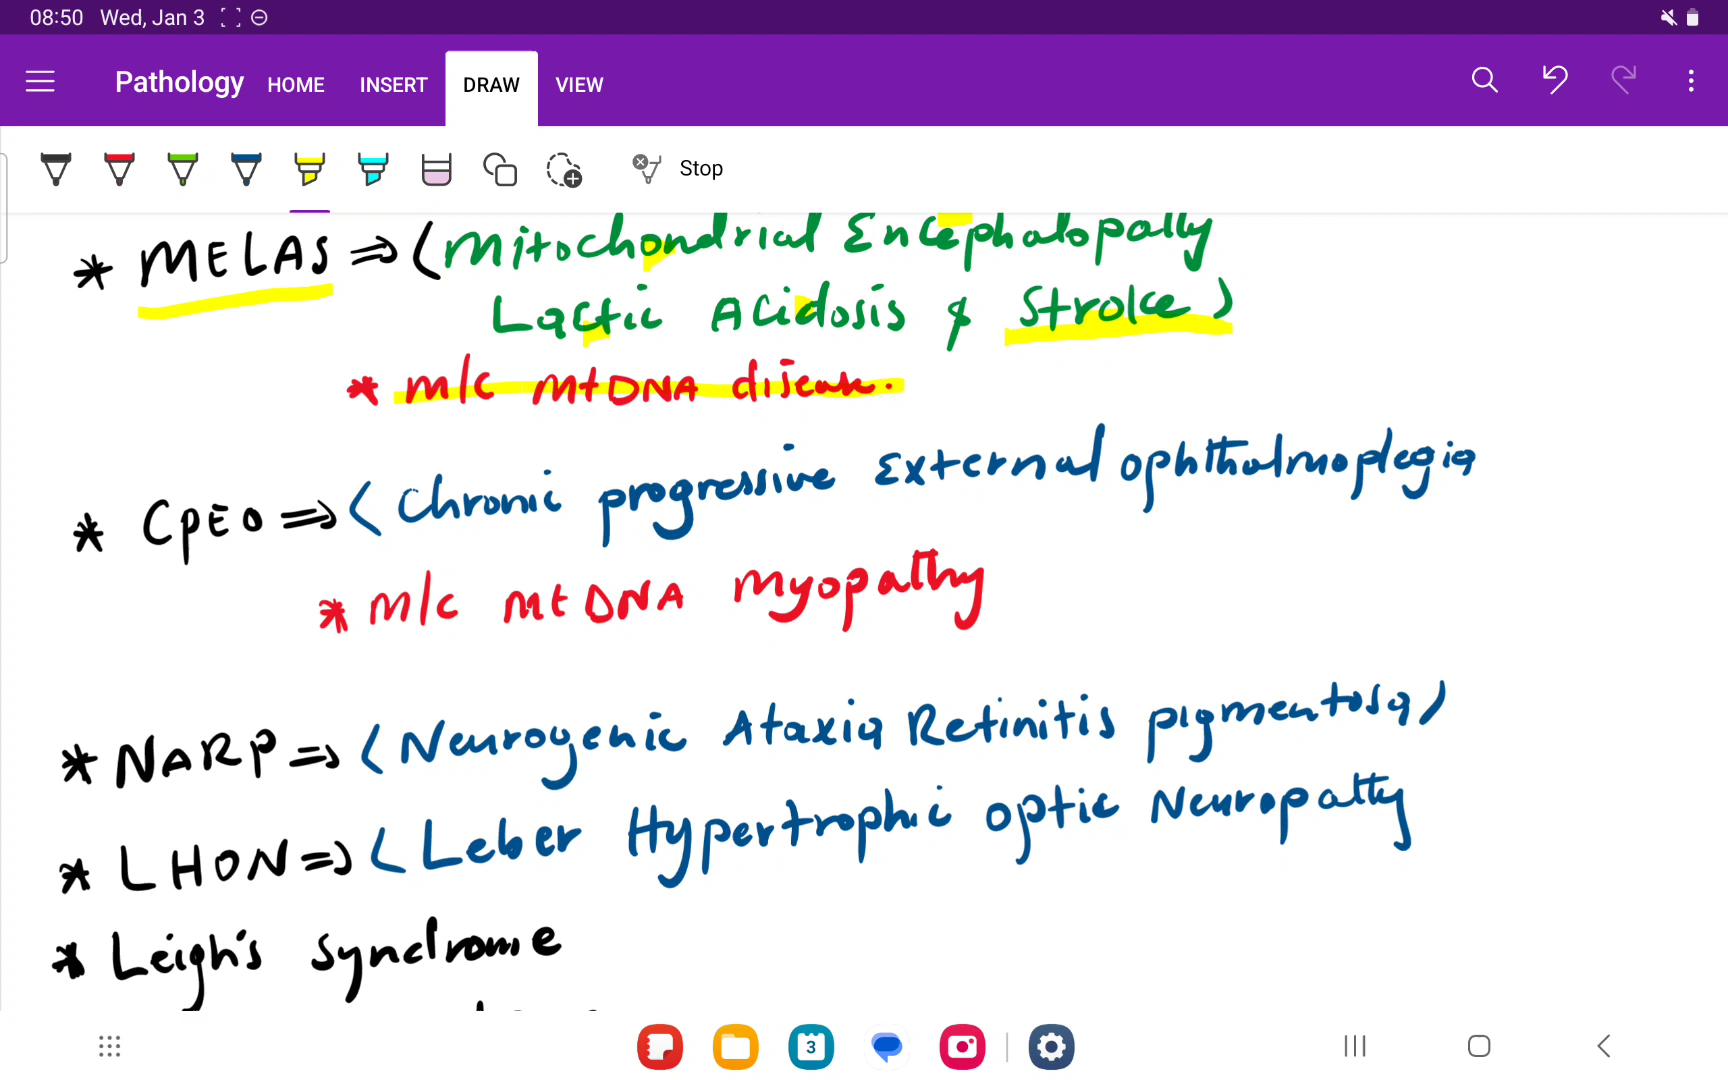 08:50 Wed, Jan 3
Pathology HOME INSERT DRAW VIEW
Stop
* MELAS ⇒ (Mitochondrial Encephalopathy
Lactic Acidosis & Stroke)
* m/c mtDNA disease.
* CPEO ⇒ (Chronic progressive External ophthalmoplegia
* m/c mtDNA myopathy
* NARP ⇒ (Neurogenic Ataxia Retinitis pigmentosa)
* LHON ⇒ (Leber Hypertrophic optic Neuropathy
* Leigh's syndrome
3